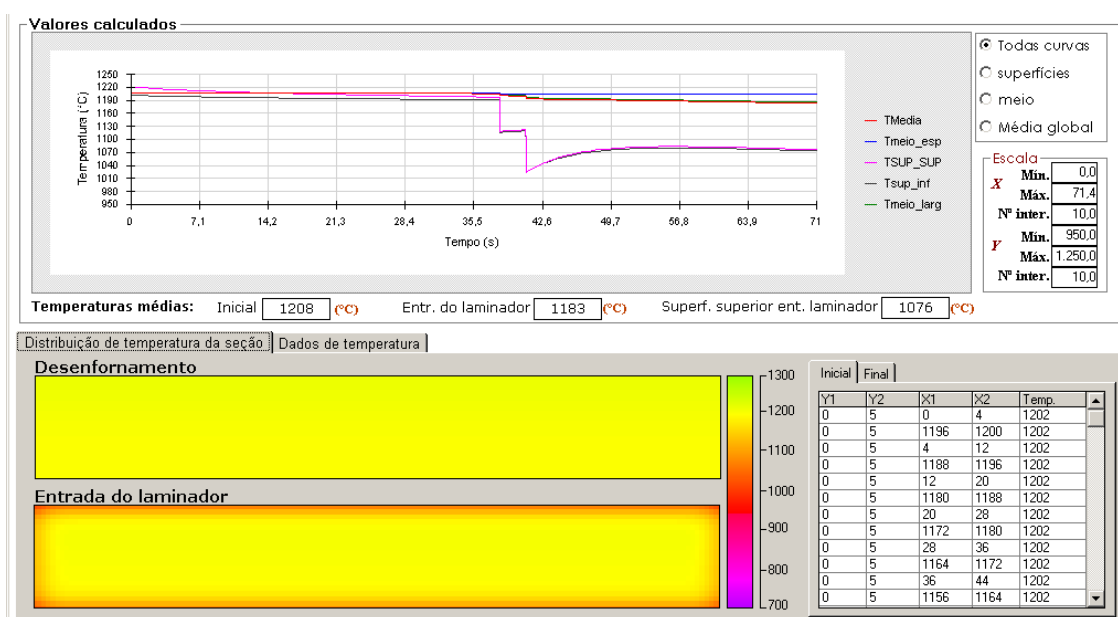 Valores calculados
1250
1220
1190
1160
1130
1100
1070
1040
1010
980
950
Temperatura (°C)
0 7,1 14,2 21,3 28,4 35,5 42,6 49,7 56,8 63,9 71
Tempo (s)
TMedia
Tmeio_esp
TSUP_SUP
Tsup_inf
Tmeio_larg
Todas curvas
superfícies
meio
Média global
Escala
X
Mín. 0,0
Máx. 71,4
Nº inter. 10,0
Y
Mín. 950,0
Máx. 1.250,0
Nº inter. 10,0
Temperaturas médias: Inicial 1208 (°C) Entr. do laminador 1183 (°C) Superf. superior ent. laminador 1076 (°C)
Distribuição de temperatura da seção Dados de temperatura
Desenfornamento
Entrada do laminador
1300
1200
1100
1000
900
800
700
Inicial Final
Y1 Y2 X1 X2 Temp.
0 5 0 4 1202
0 5 1196 1200 1202
0 5 4 12 1202
0 5 1188 1196 1202
0 5 12 20 1202
0 5 1180 1188 1202
0 5 20 28 1202
0 5 1172 1180 1202
0 5 28 36 1202
0 5 1164 1172 1202
0 5 36 44 1202
0 5 1156 1164 1202